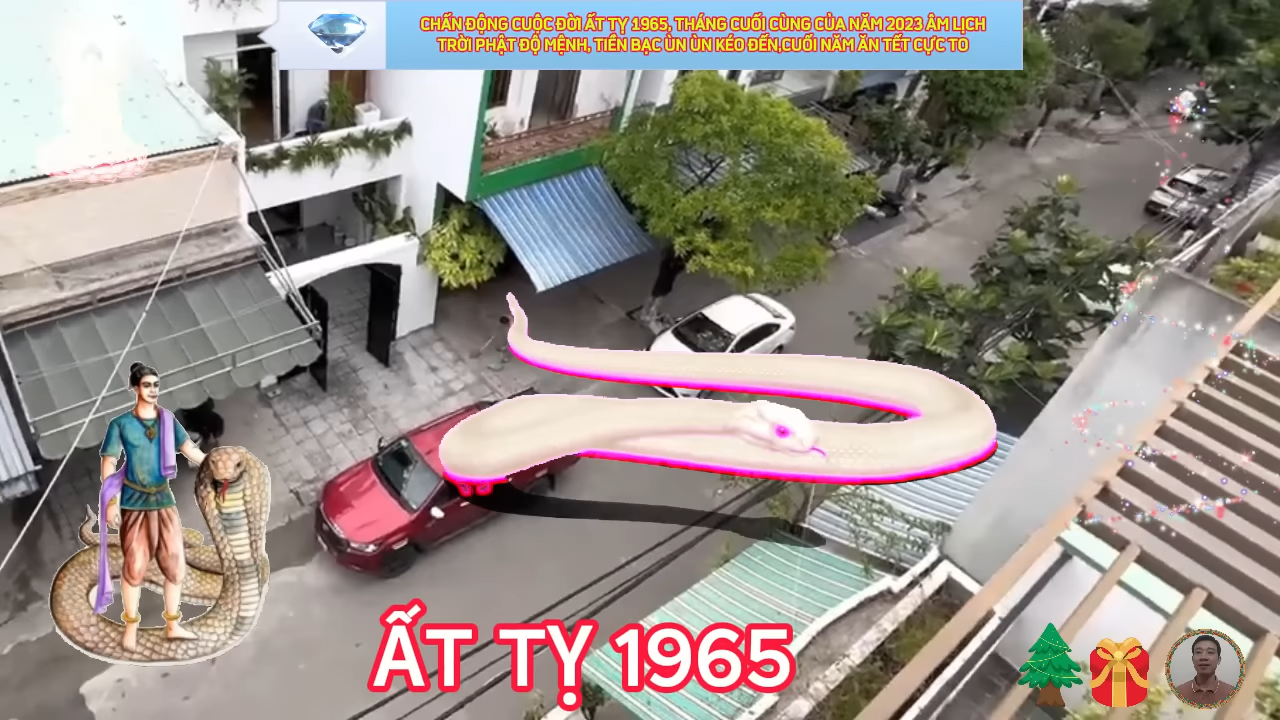 CHẤN ĐỘNG CUỘC ĐỜI ẤT TỴ 1965, THÁNG CUỐI CÙNG CỦA NĂM 2023 ÂM LỊCH
TRỜI PHẬT ĐỘ MỆNH, TIỀN BẠC ÙN ÙN KÉO ĐẾN,CUỐI NĂM ĂN TẾT CỰC TO
ẤT TỴ 1965